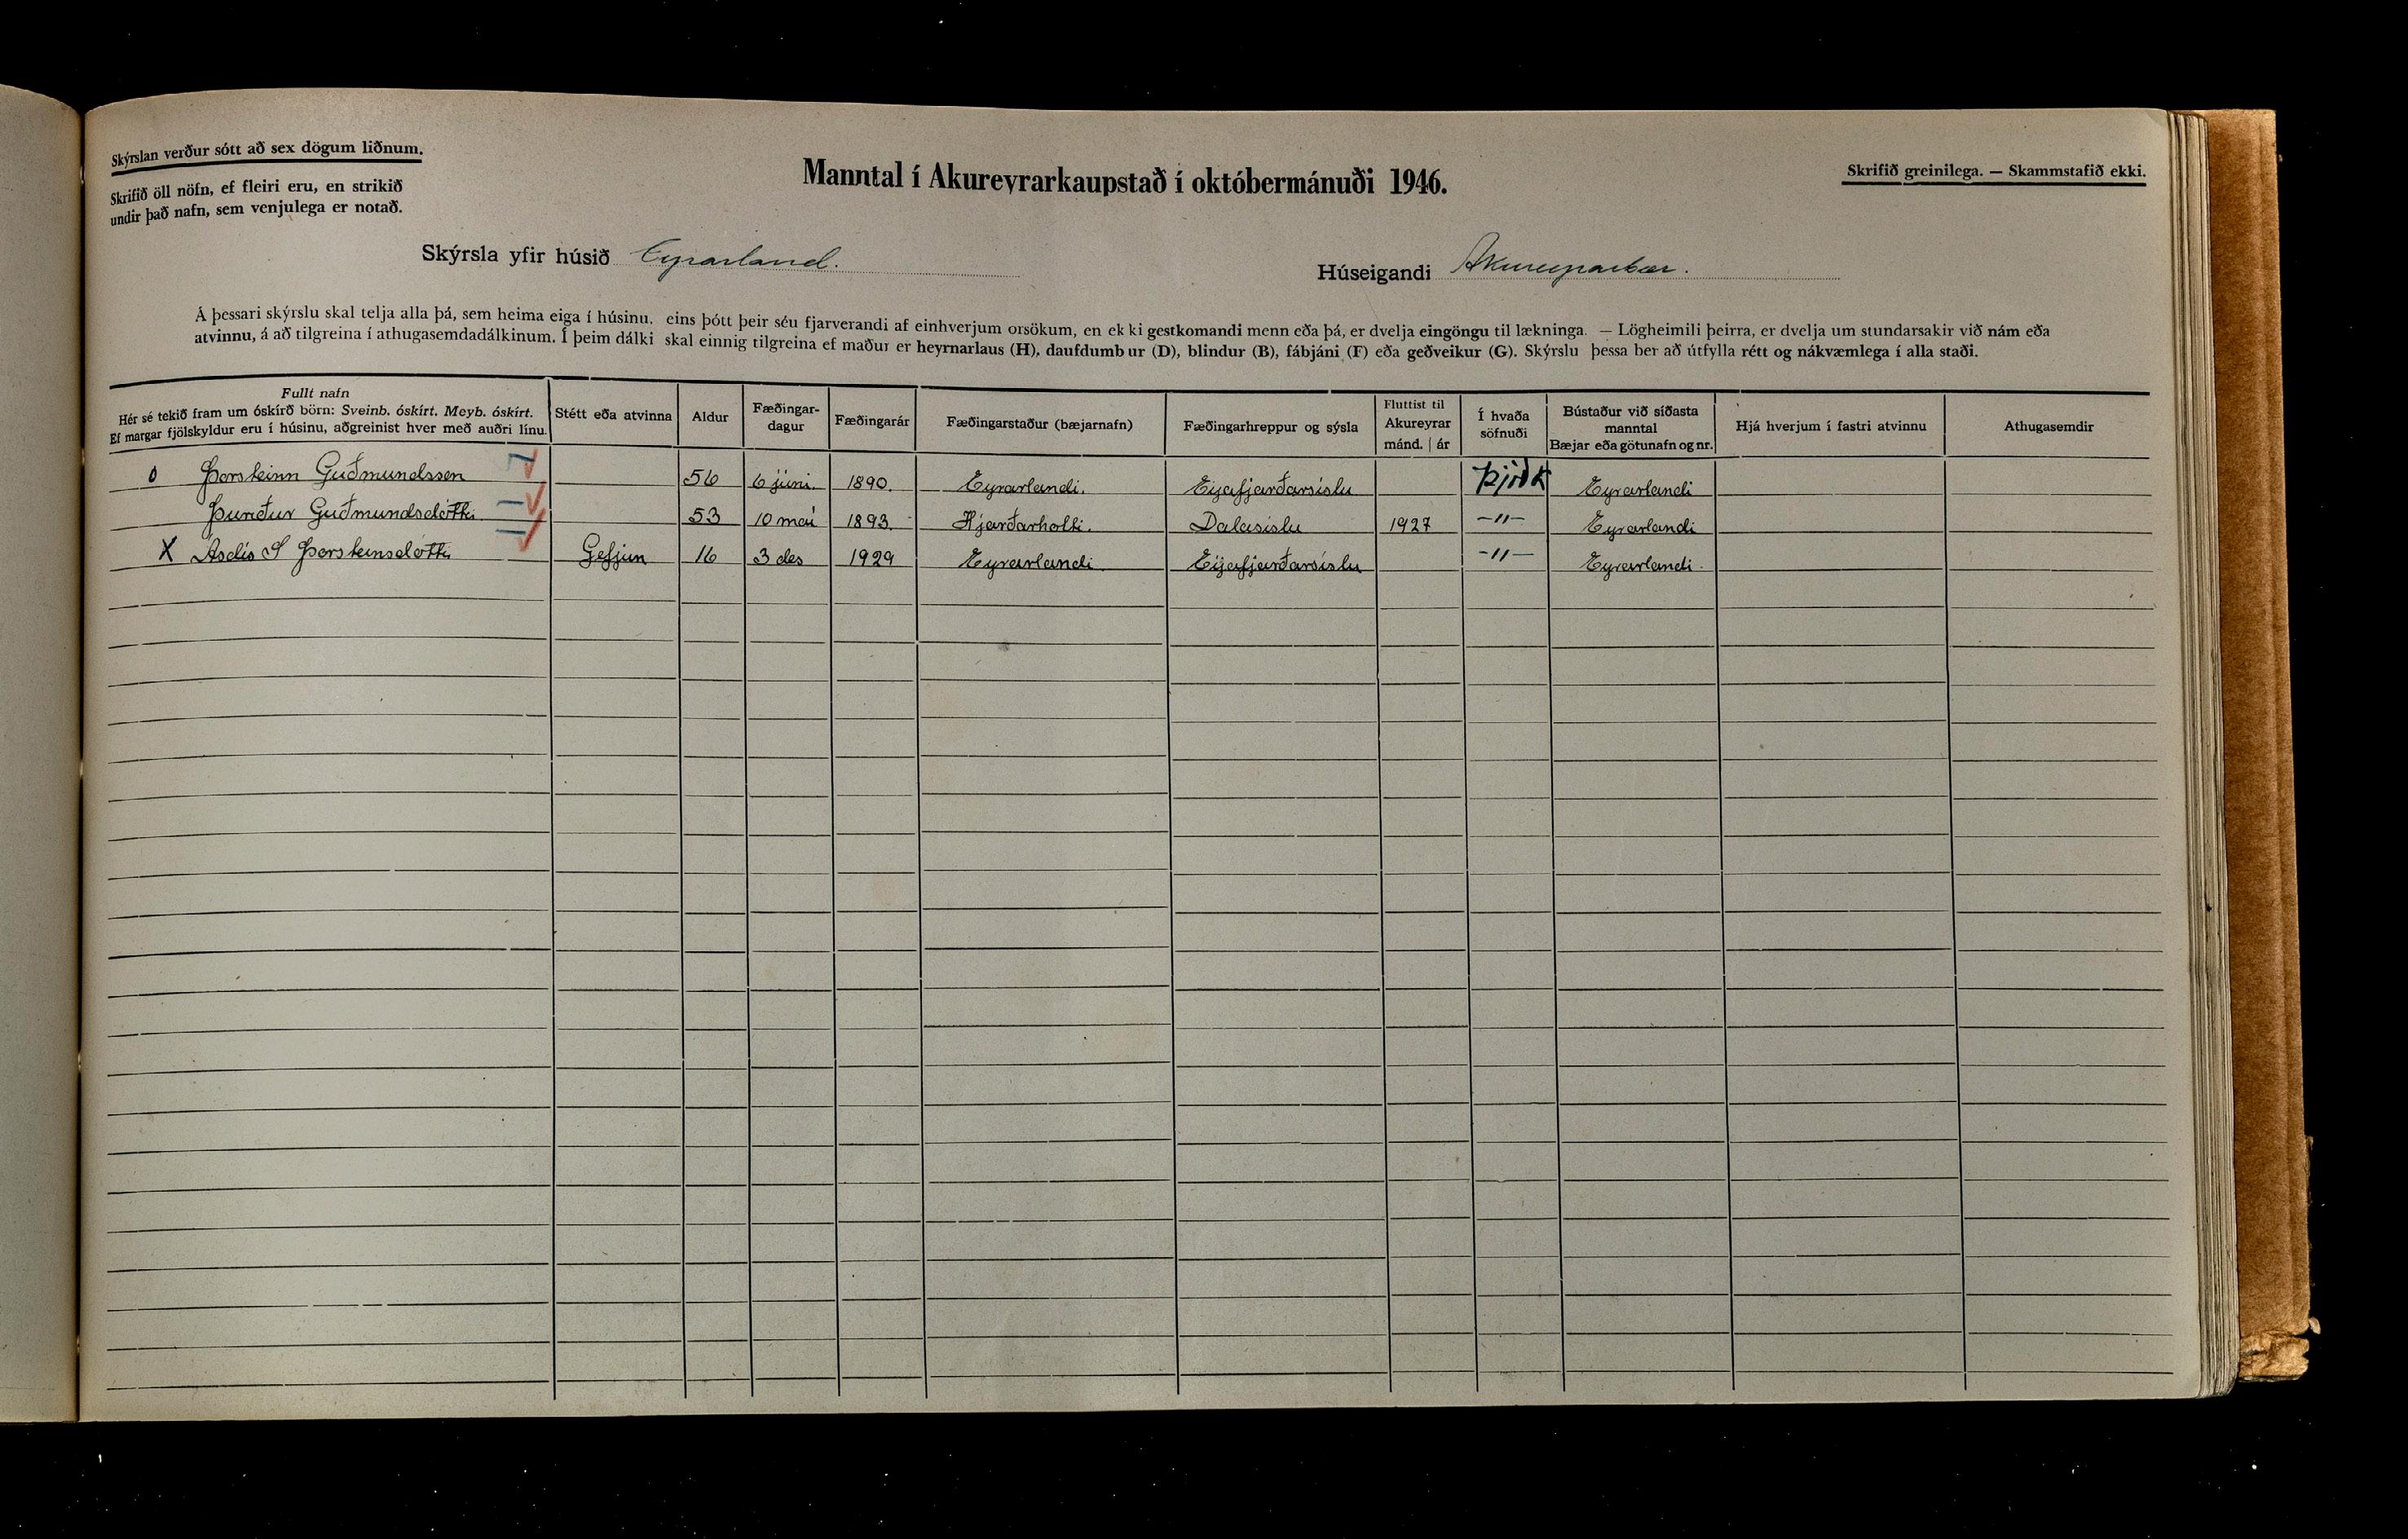 Skýrslan verður sótt að sex dögum liðnum.
Skrifið öll nöfn, ef fleiri eru, en strikið
undir það nafn, sem venjulega er notað.
Manntal í Akureyrarkaupstað í októbermánuði 1946.
Skrifið greinilega. — Skammstafið ekki.
Skýrsla yfir húsið Eyrarland.
Húseigandi Akureyrarbær.
Á þessari skýrslu skal telja alla þá, sem heima eiga í húsinu, eins þótt þeir séu fjarverandi af einhverjum orsökum, en ekki gestkomandi menn eða þá, er dvelja eingöngu til lækninga. — Lögheimili þeirra, er dvelja um stundarsakir við nám eða
atvinnu, á að tilgreina í athugasemdadálkinum. Í þeim dálki skal einnig tilgreina ef maður er heyrnarlaus (H), daufdumbur (D), blindur (B), fábjáni (F) eða geðveikur (G). Skýrslu þessa ber að útfylla rétt og nákvæmlega í alla staði.
Fullt nafn
Hér sé tekið fram um óskírð börn: Sveinb. óskírt. Meyb. óskírt.
Ef margar fjölskyldur eru í húsinu, aðgreinist hver með auðri línu.
Stétt eða atvinna
Aldur
Fæðingar-
dagur
Fæðingarár
Fæðingarstaður (bæjarnafn)
Fæðingarhreppur og sýsla
Fluttist til
Akureyrar
mánd. | ár
Í hvaða
söfnuði
Bústaður við síðasta
manntal
Bæjar eða götunafn og nr.
Hjá hverjum í fastri atvinnu
Athugasemdir
0 Þorsteinn Guðmundsson 56 6 júni. 1890. Eyrarlandi. Eyjafjarðarsíslu Þjóðk Eyrarlandi
Þuríður Guðmundsdóttir 53 10 maí 1893. Hjarðarholti. Dalasíslu 1927 -"- Eyrarlandi
X Ásdís S Þorsteinsdóttir Gefjun 16 3 des 1929 Eyrarlandi Eyjafjarðarsíslu -"- Eyrarlandi.